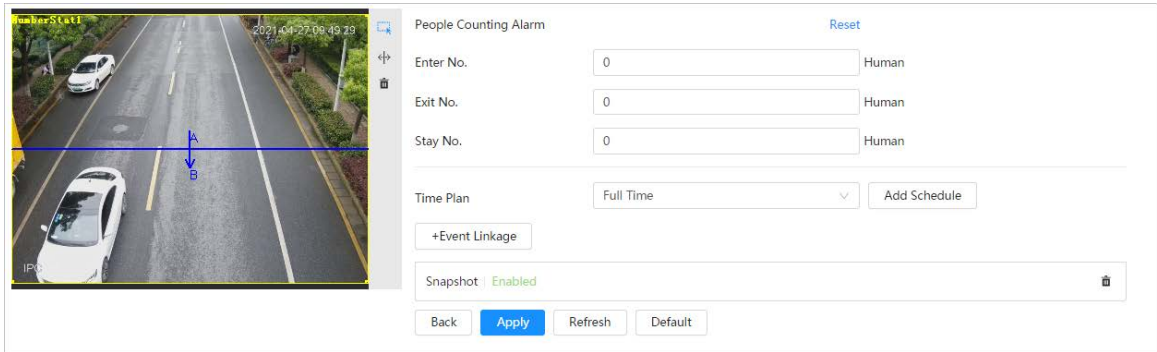 NumberStat1
2021-04-27 09:49:29
A
B
IPC
People Counting Alarm Reset
Enter No. 0 Human
Exit No. 0 Human
Stay No. 0 Human
Time Plan Full Time Add Schedule
+Event Linkage
Snapshot Enabled
Back Apply Refresh Default